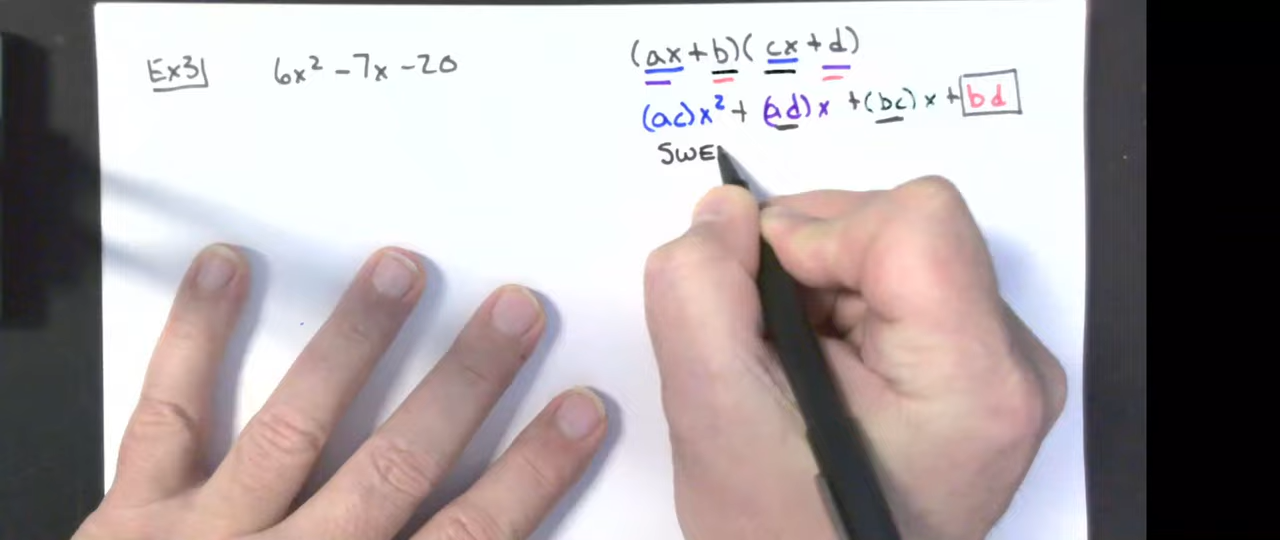 Ex3 6x² - 7x - 20
(ax + b)(cx + d)
(ac)x² + (ad)x + (bc)x + bd
SWE